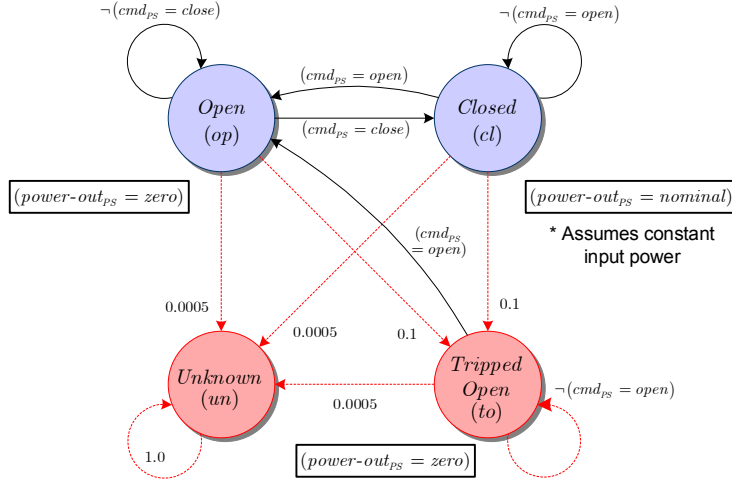 ¬(cmd_PS = close)
¬(cmd_PS = open)
(cmd_PS = open)
Open
(op)
Closed
(cl)
(cmd_PS = close)
(power-out_PS = zero)
(power-out_PS = nominal)
(cmd_PS
= open)
* Assumes constant
input power
0.0005
0.0005
0.1
0.1
Unknown
(un)
Tripped
Open
(to)
¬(cmd_PS = open)
0.0005
1.0
(power-out_PS = zero)